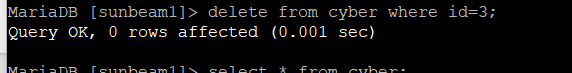 MariaDB [sunbeam1]> delete from cyber where id=3;
Query OK, 0 rows affected (0.001 sec)
MariaDB [sunbeam1]> select * from cyber;